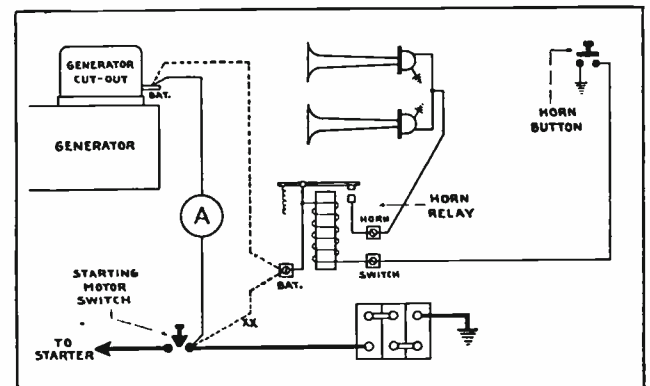 GENERATOR
CUT-OUT
BAT.
GENERATOR
A
HORN
BUTTON
HORN
RELAY
HORN
SWITCH
BAT.
STARTING
MOTOR
SWITCH
XX
TO
STARTER